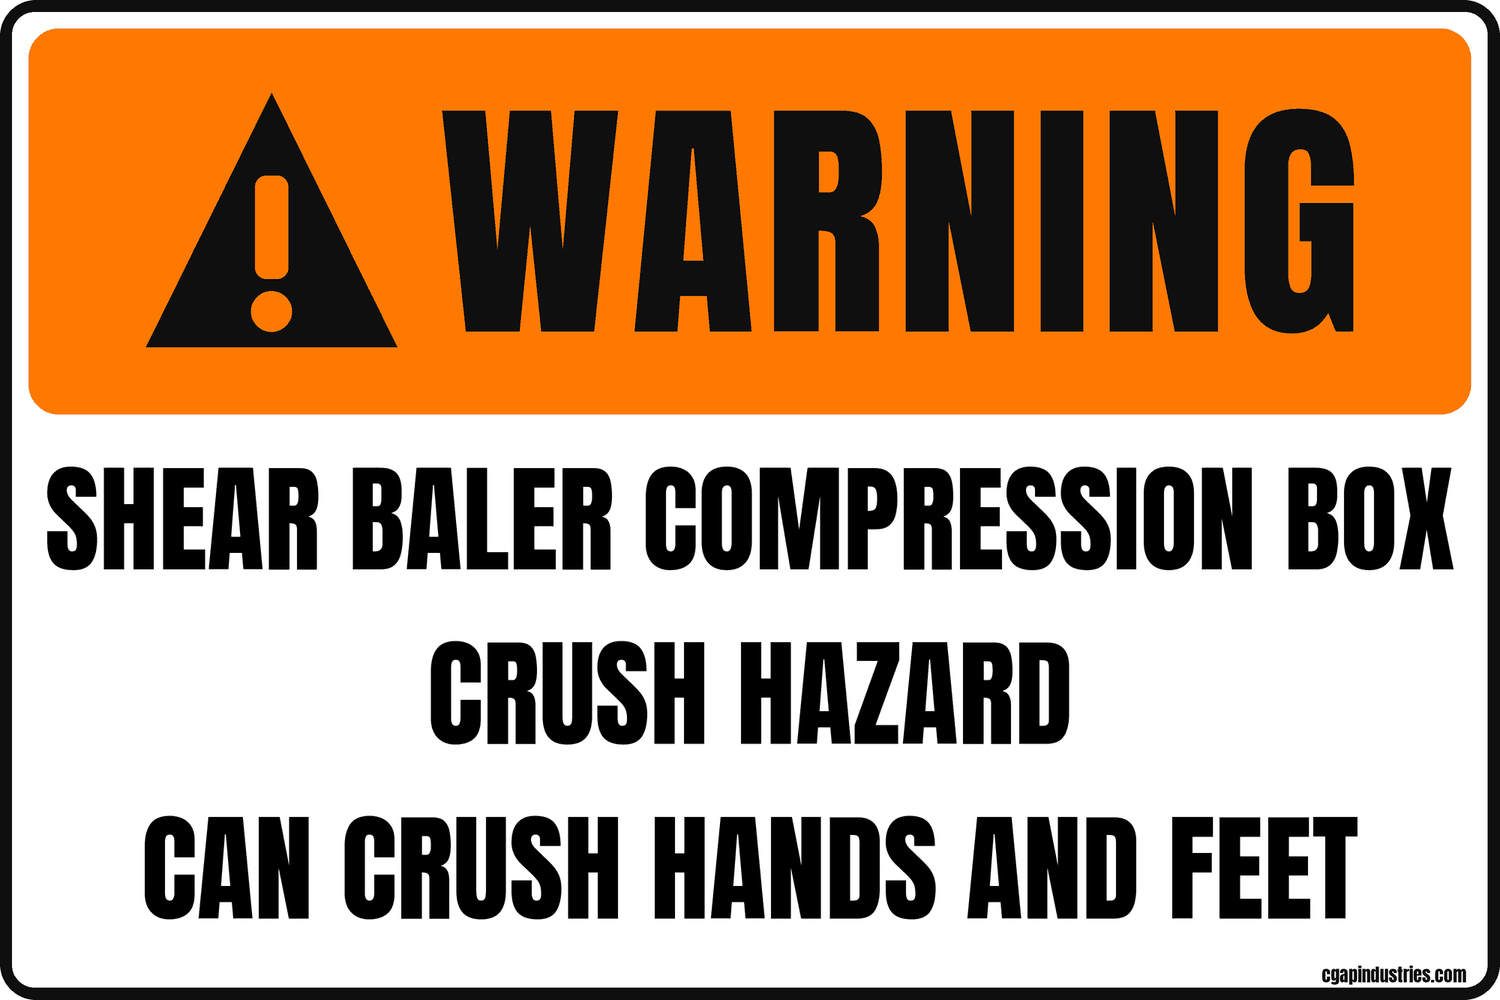 WARNING
SHEAR BALER COMPRESSION BOX
CRUSH HAZARD
CAN CRUSH HANDS AND FEET
cgapindustries.com